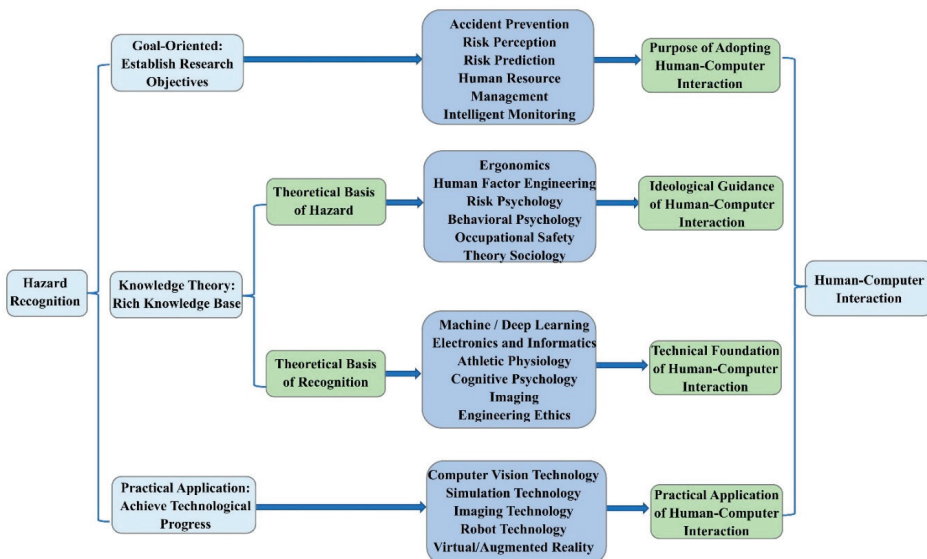 Goal-Oriented:
Establish Research
Objectives
Accident Prevention
Risk Perception
Risk Prediction
Human Resource
Management
Intelligent Monitoring
Purpose of Adopting
Human-Computer
Interaction
Theoretical Basis
of Hazard
Ergonomics
Human Factor Engineering
Risk Psychology
Behavioral Psychology
Occupational Safety
Theory Sociology
Ideological Guidance
of Human-Computer
Interaction
Hazard
Recognition
Knowledge Theory:
Rich Knowledge Base
Human-Computer
Interaction
Theoretical Basis
of Recognition
Machine / Deep Learning
Electronics and Informatics
Athletic Physiology
Cognitive Psychology
Imaging
Engineering Ethics
Technical Foundation
of Human-Computer
Interaction
Practical Application:
Achieve Technological
Progress
Computer Vision Technology
Simulation Technology
Imaging Technology
Robot Technology
Virtual/Augmented Reality
Practical Application
of Human-Computer
Interaction